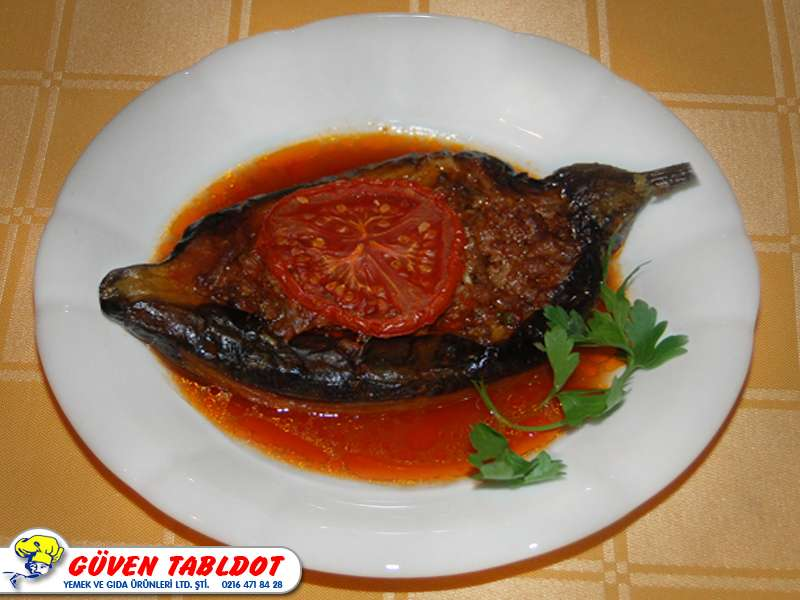 GÜVEN TABLDOT
YEMEK VE GIDA ÜRÜNLERİ LTD. ŞTİ. 0216 471 84 28